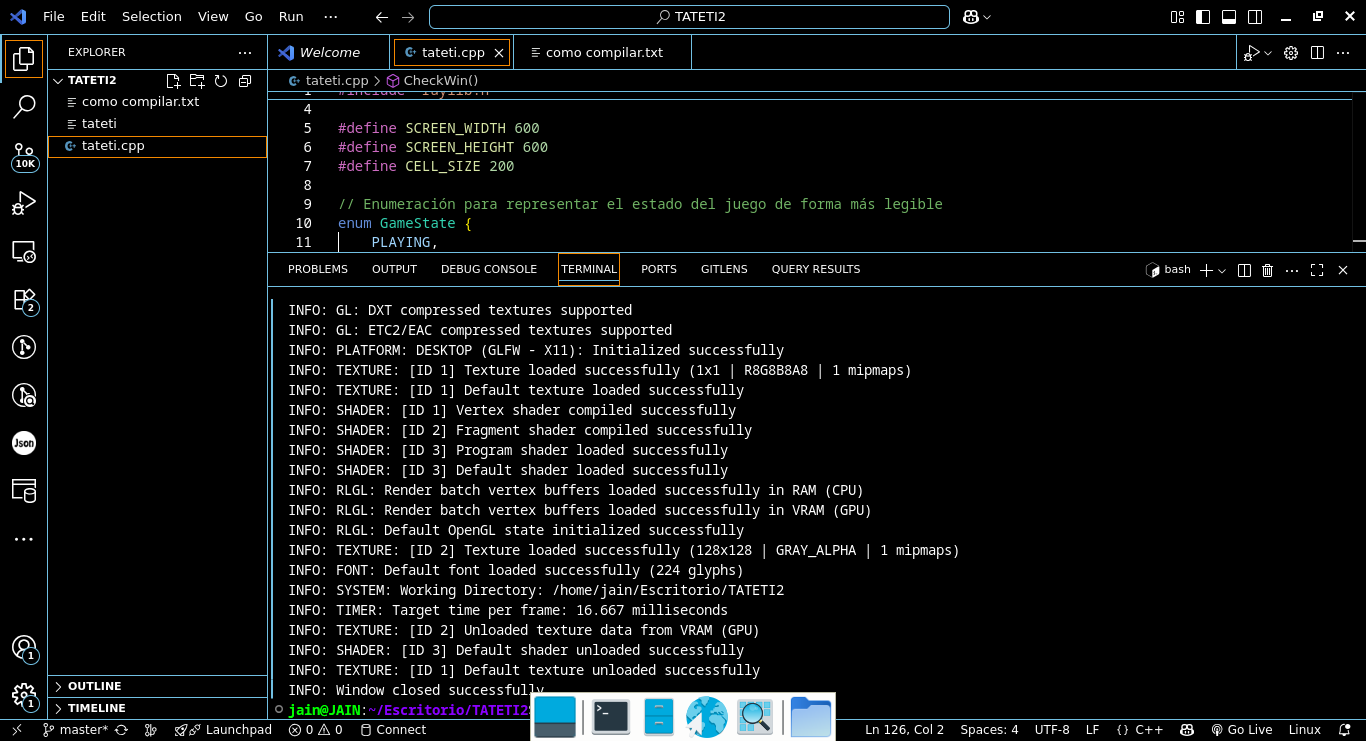 File Edit Selection View Go Run ··· TATETI2
EXPLORER ···
Welcome tateti.cpp como compilar.txt
TATETI2
como compilar.txt
tateti
tateti.cpp
10K
2
Json
1
1
OUTLINE
TIMELINE
tateti.cpp > CheckWin()
4
5 #define SCREEN_WIDTH 600
6 #define SCREEN_HEIGHT 600
7 #define CELL_SIZE 200
8
9 // Enumeración para representar el estado del juego de forma más legible
10 enum GameState {
11 PLAYING,
PROBLEMS OUTPUT DEBUG CONSOLE TERMINAL PORTS GITLENS QUERY RESULTS bash
INFO: GL: DXT compressed textures supported
INFO: GL: ETC2/EAC compressed textures supported
INFO: PLATFORM: DESKTOP (GLFW - X11): Initialized successfully
INFO: TEXTURE: [ID 1] Texture loaded successfully (1x1 | R8G8B8A8 | 1 mipmaps)
INFO: TEXTURE: [ID 1] Default texture loaded successfully
INFO: SHADER: [ID 1] Vertex shader compiled successfully
INFO: SHADER: [ID 2] Fragment shader compiled successfully
INFO: SHADER: [ID 3] Program shader loaded successfully
INFO: SHADER: [ID 3] Default shader loaded successfully
INFO: RLGL: Render batch vertex buffers loaded successfully in RAM (CPU)
INFO: RLGL: Render batch vertex buffers loaded successfully in VRAM (GPU)
INFO: RLGL: Default OpenGL state initialized successfully
INFO: TEXTURE: [ID 2] Texture loaded successfully (128x128 | GRAY_ALPHA | 1 mipmaps)
INFO: FONT: Default font loaded successfully (224 glyphs)
INFO: SYSTEM: Working Directory: /home/jain/Escritorio/TATETI2
INFO: TIMER: Target time per frame: 16.667 milliseconds
INFO: TEXTURE: [ID 2] Unloaded texture data from VRAM (GPU)
INFO: SHADER: [ID 3] Default shader unloaded successfully
INFO: TEXTURE: [ID 1] Default texture unloaded successfully
INFO: Window closed successfully
jain@JAIN:~/Escritorio/TATETI2
master* Launchpad 0 0 Connect Ln 126, Col 2 Spaces: 4 UTF-8 LF {} C++ Go Live Linux